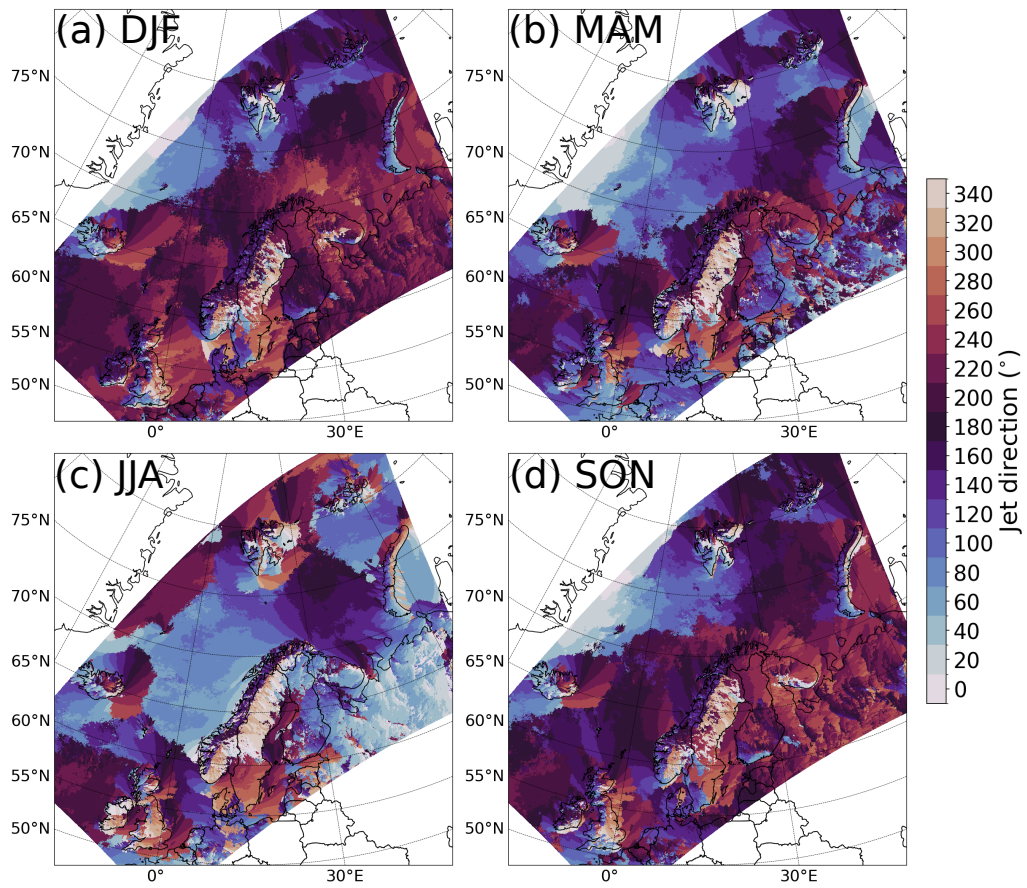 (a) DJF
(b) MAM
75°N
70°N
65°N
60°N
55°N
50°N
0°
30°E
75°N
70°N
65°N
60°N
55°N
50°N
0°
30°E
(c) JJA
(d) SON
75°N
70°N
65°N
60°N
55°N
50°N
0°
30°E
75°N
70°N
65°N
60°N
55°N
50°N
0°
30°E
340
320
300
280
260
240
220
200
180
160
140
120
100
80
60
40
20
0
Jet direction (°)